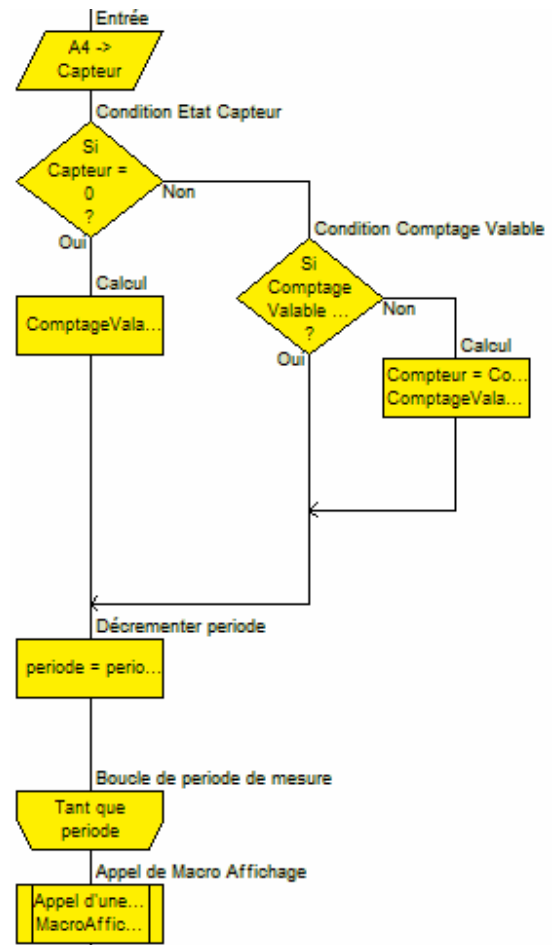 Entrée
A4 ->
Capteur
Condition Etat Capteur
Si
Capteur =
0
?
Non
Oui
Condition Comptage Valable
Si
Comptage
Valable ...
?
Non
Oui
Calcul
ComptageVala...
Calcul
Compteur = Co...
ComptageVala...
Décrementer periode
periode = perio...
Boucle de periode de mesure
Tant que
periode
Appel de Macro Affichage
Appel d'une...
MacroAffic...